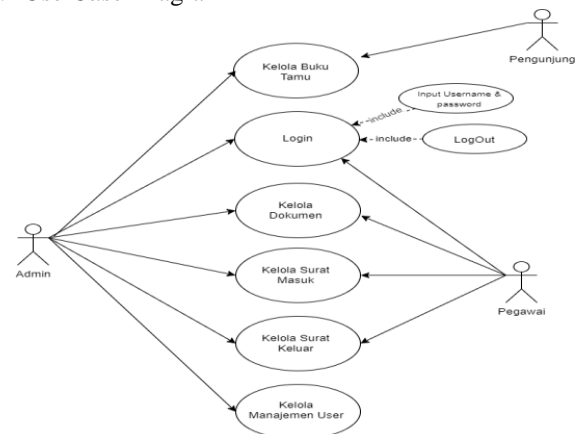 Pengunjung
Kelola Buku
Tamu
Input Username &
password
include
Login
include
LogOut
Kelola
Dokumen
Admin
Kelola Surat
Masuk
Pegawai
Kelola Surat
Keluar
Kelola
Manajemen User